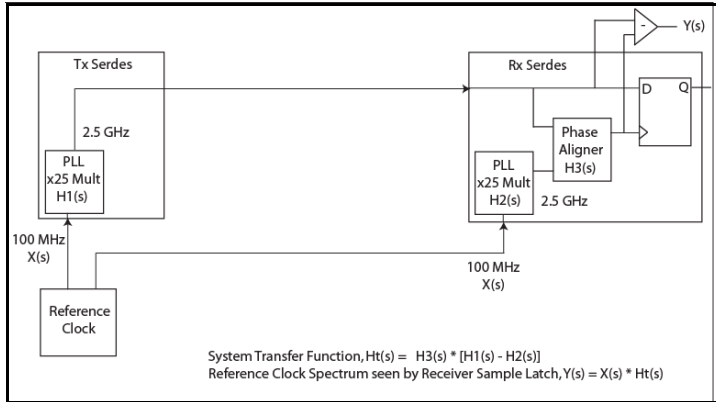 Tx Serdes
2.5 GHz
PLL
x25 Mult
H1(s)
100 MHz
X(s)
Reference
Clock
Rx Serdes
-
Y(s)
D
Q
Phase
Aligner
H3(s)
PLL
x25 Mult
H2(s)
2.5 GHz
100 MHz
X(s)
System Transfer Function, Ht(s) = H3(s) * [H1(s) - H2(s)]
Reference Clock Spectrum seen by Receiver Sample Latch, Y(s) = X(s) * Ht(s)